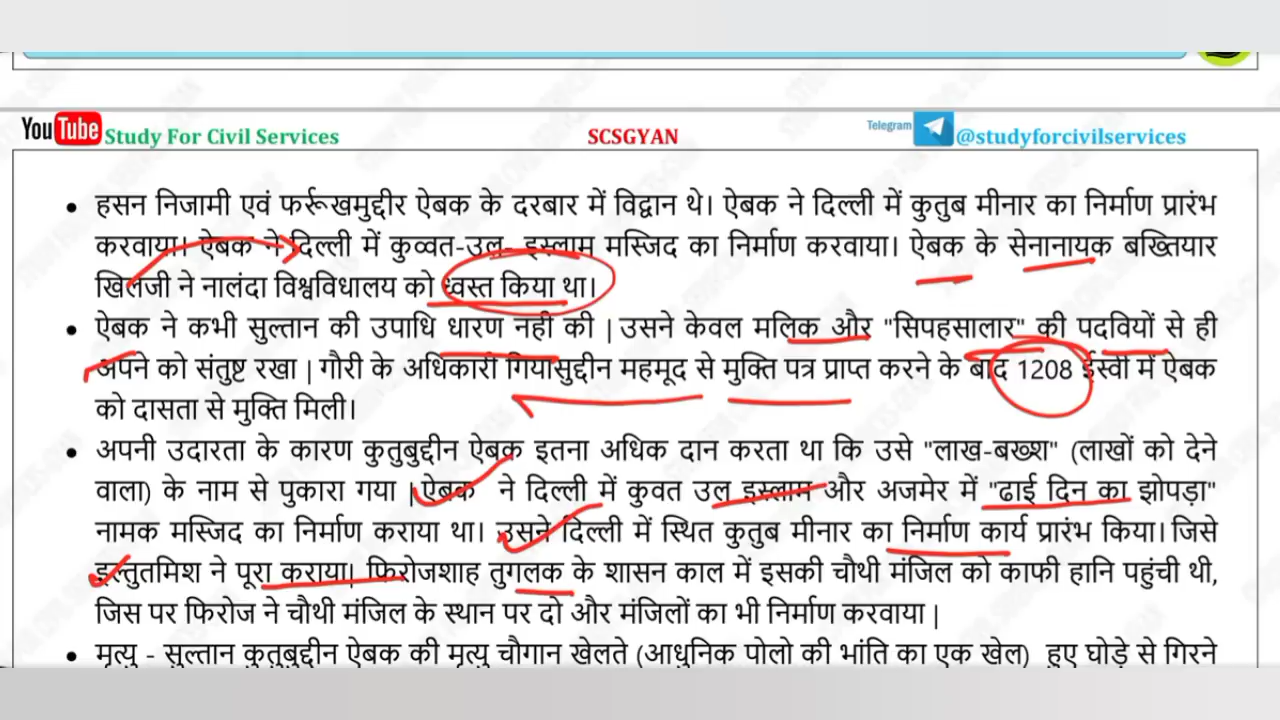 YouTube Study For Civil Services SCSGYAN Telegram @studyforcivilservices
• हसन निजामी एवं फर्रूखमुद्दीर ऐबक के दरबार में विद्वान थे। ऐबक ने दिल्ली में कुतुब मीनार का निर्माण प्रारंभ
करवाया। ऐबक ने दिल्ली में कुव्वत-उल- इस्लाम मस्जिद का निर्माण करवाया। ऐबक के सेनानायक बख्तियार
खिलजी ने नालंदा विश्वविधालय को ध्वस्त किया था।
• ऐबक ने कभी सुल्तान की उपाधि धारण नही की | उसने केवल मलिक और "सिपहसालार" की पदवियों से ही
अपने को संतुष्ट रखा | गौरी के अधिकारी गियासुद्दीन महमूद से मुक्ति पत्र प्राप्त करने के बाद 1208 ईस्वी में ऐबक
को दासता से मुक्ति मिली।
• अपनी उदारता के कारण कुतुबुद्दीन ऐबक इतना अधिक दान करता था कि उसे "लाख-बख्श" (लाखों को देने
वाला) के नाम से पुकारा गया | ऐबक ने दिल्ली में कुवत उल इस्लाम और अजमेर में "ढाई दिन का झोपड़ा"
नामक मस्जिद का निर्माण कराया था। उसने दिल्ली में स्थित कुतुब मीनार का निर्माण कार्य प्रारंभ किया। जिसे
इल्तुतमिश ने पूरा कराया| फिरोजशाह तुगलक के शासन काल में इसकी चौथी मंजिल को काफी हानि पहुंची थी,
जिस पर फिरोज ने चौथी मंजिल के स्थान पर दो और मंजिलों का भी निर्माण करवाया |
• मृत्यु - सुल्तान कुतुबुद्दीन ऐबक की मृत्यु चौगान खेलते (आधुनिक पोलो की भांति का एक खेल) हुए घोड़े से गिरने